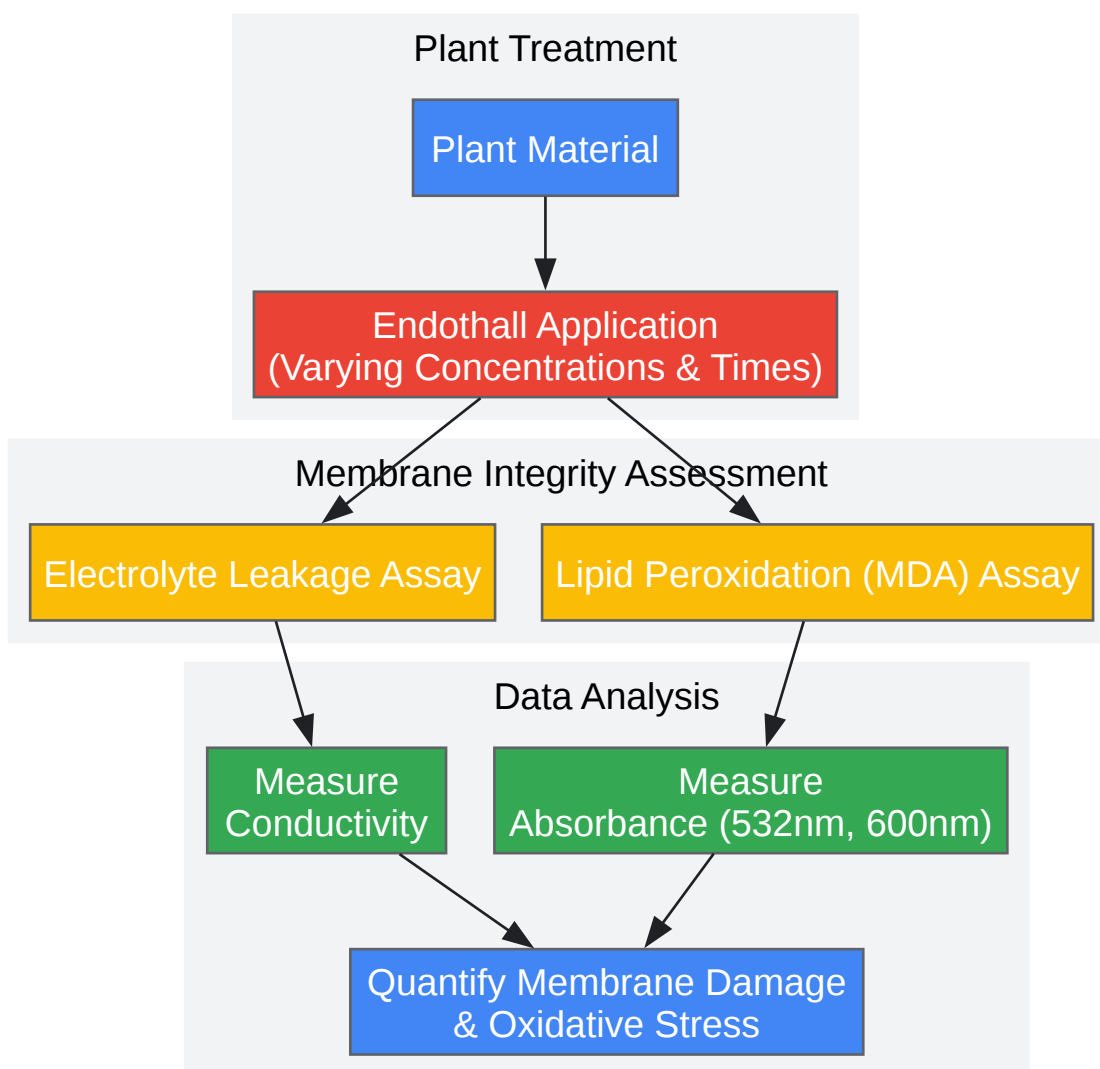 Plant Treatment
Plant Material
Endothall Application
(Varying Concentrations & Times)
Membrane Integrity Assessment
Electrolyte Leakage Assay
Lipid Peroxidation (MDA) Assay
Data Analysis
Measure
Conductivity
Measure
Absorbance (532nm, 600nm)
Quantify Membrane Damage
& Oxidative Stress